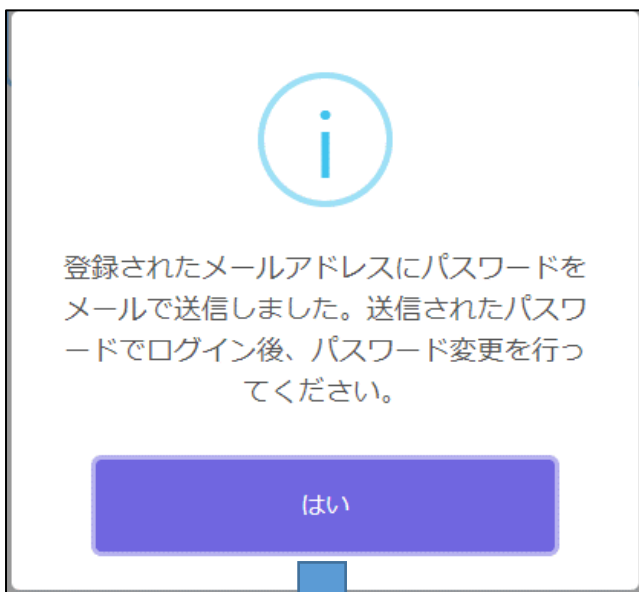 i
登録されたメールアドレスにパスワードを
メールで送信しました。送信されたパスワ
ードでログイン後、パスワード変更を行っ
てください。
はい